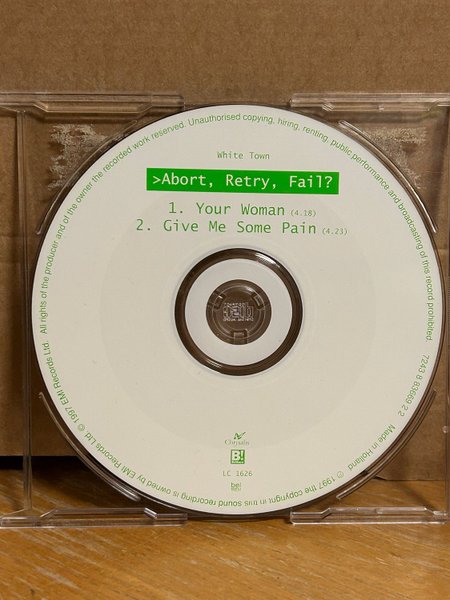 White Town
>Abort, Retry, Fail?
1. Your Woman (4.18)
2. Give Me Some Pain (4.23)
Chrysalis
B!
LC 1626
All rights of the producer and of the owner the recorded work reserved. Unauthorised copying, hiring, renting, public performance and broadcasting of this record prohibited.
7243 8 83669 2 2
Made in Holland
℗ 1997 the copyright in this sound recording is owned by EMI Records Ltd. © 1997 EMI Records Ltd.